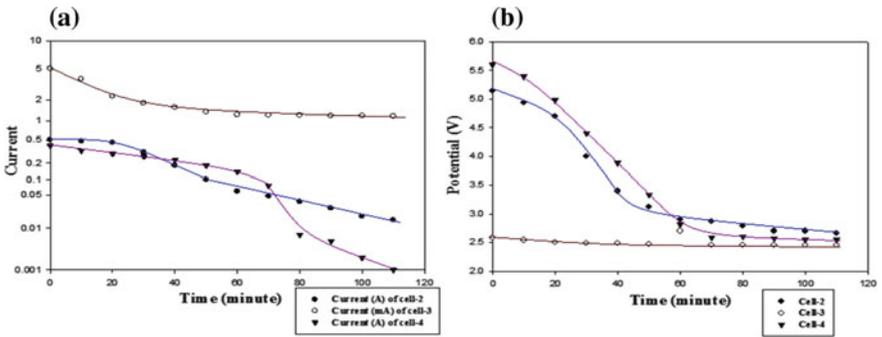 (a)
10
5
2
1
0.5
0.2
0.1
0.05
0.01
0.001
Current
0 20 40 60 80 100 120
Time (minute)
Current (A) of cell-2
Current (mA) of cell-3
Current (A) of cell-4
(b)
6.0
5.5
5.0
4.5
4.0
3.5
3.0
2.5
2.0
Potential (V)
0 20 40 60 80 100 120
Time (minute)
Cell-2
Cell-3
Cell-4